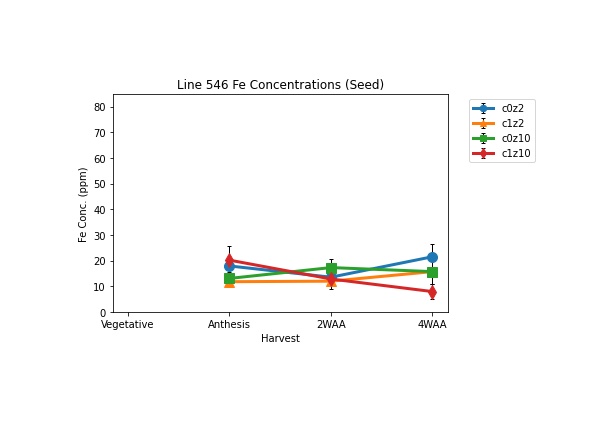 Line 546 Fe Concentrations (Seed)
80
70
60
50
40
30
20
10
0
Fe Conc. (ppm)
Vegetative Anthesis 2WAA 4WAA
Harvest
c0z2
c1z2
c0z10
c1z10